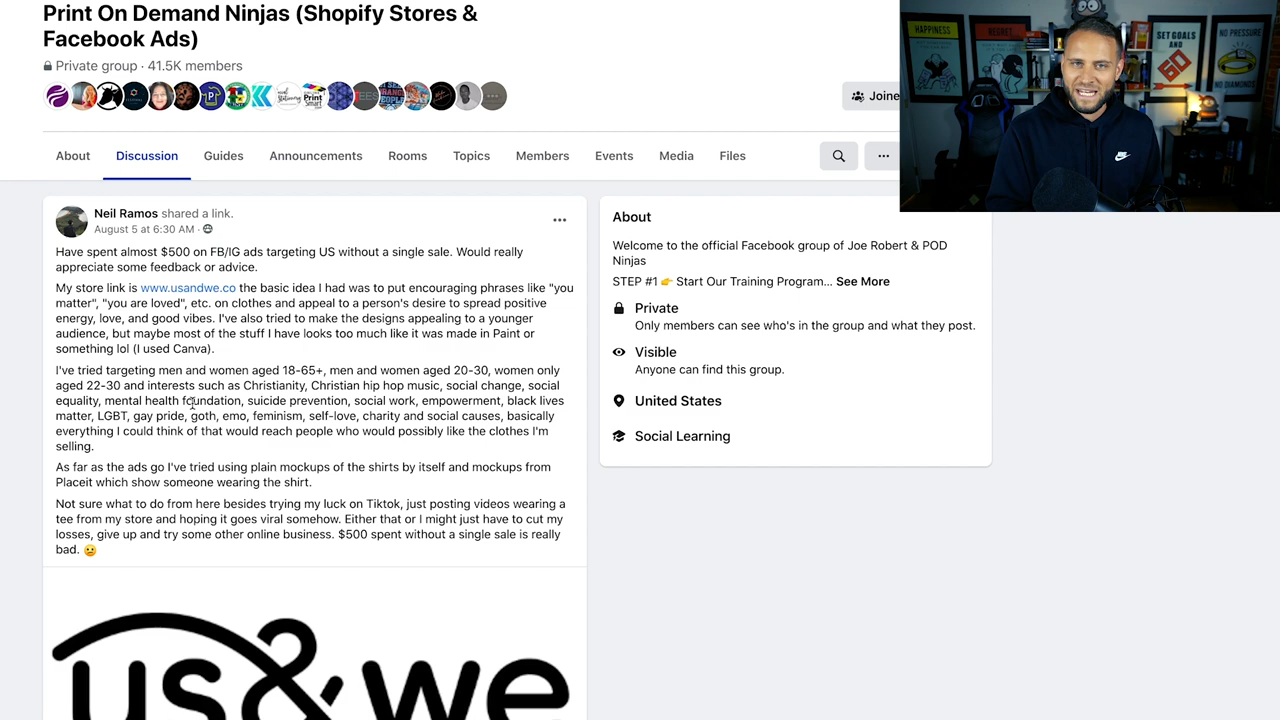 Print On Demand Ninjas (Shopify Stores &
Facebook Ads)
Private group · 41.5K members
Joine
About
Discussion
Guides
Announcements
Rooms
Topics
Members
Events
Media
Files
Neil Ramos shared a link.
August 5 at 6:30 AM ·
Have spent almost $500 on FB/IG ads targeting US without a single sale. Would really
appreciate some feedback or advice.
My store link is www.usandwe.co the basic idea I had was to put encouraging phrases like "you
matter", "you are loved", etc. on clothes and appeal to a person's desire to spread positive
energy, love, and good vibes. I've also tried to make the designs appealing to a younger
audience, but maybe most of the stuff I have looks too much like it was made in Paint or
something lol (I used Canva).
I've tried targeting men and women aged 18-65+, men and women aged 20-30, women only
aged 22-30 and interests such as Christianity, Christian hip hop music, social change, social
equality, mental health foundation, suicide prevention, social work, empowerment, black lives
matter, LGBT, gay pride, goth, emo, feminism, self-love, charity and social causes, basically
everything I could think of that would reach people who would possibly like the clothes I'm
selling.
As far as the ads go I've tried using plain mockups of the shirts by itself and mockups from
Placeit which show someone wearing the shirt.
Not sure what to do from here besides trying my luck on Tiktok, just posting videos wearing a
tee from my store and hoping it goes viral somehow. Either that or I might just have to cut my
losses, give up and try some other online business. $500 spent without a single sale is really
bad. 😕
us&we
About
Welcome to the official Facebook group of Joe Robert & POD
Ninjas
STEP #1 👉 Start Our Training Program... See More
Private
Only members can see who's in the group and what they post.
Visible
Anyone can find this group.
United States
Social Learning
HAPPINESS
REGRET
SET GOALS
AND
GO
NO PRESSURE
NO DIAMONDS